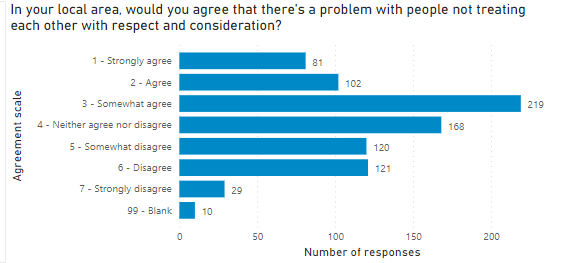 In your local area, would you agree that there's a problem with people not treating
each other with respect and consideration?
Agreement scale
1 - Strongly agree 81
2 - Agree 102
3 - Somewhat agree 219
4 - Neither agree nor disagree 168
5 - Somewhat disagree 120
6 - Disagree 121
7 - Strongly disagree 29
99 - Blank 10
0 50 100 150 200
Number of responses